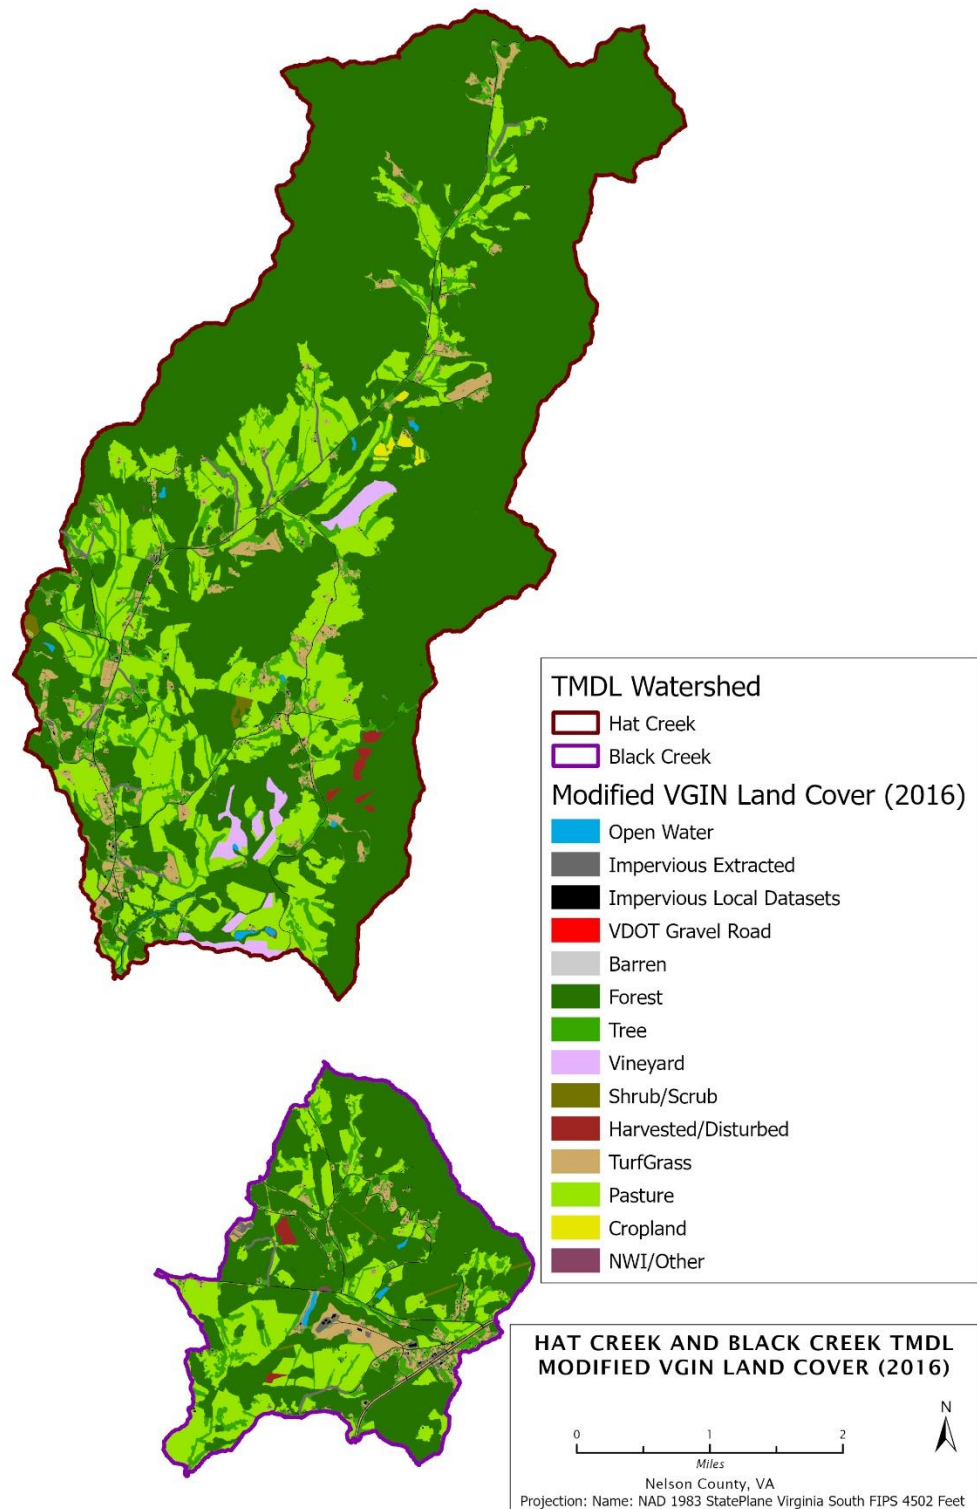 TMDL Watershed
Hat Creek
Black Creek
Modified VGIN Land Cover (2016)
Open Water
Impervious Extracted
Impervious Local Datasets
VDOT Gravel Road
Barren
Forest
Tree
Vineyard
Shrub/Scrub
Harvested/Disturbed
TurfGrass
Pasture
Cropland
NWI/Other
HAT CREEK AND BLACK CREEK TMDL
MODIFIED VGIN LAND COVER (2016)
N
0 1 2
Miles
Nelson County, VA
Projection: Name: NAD 1983 StatePlane Virginia South FIPS 4502 Feet